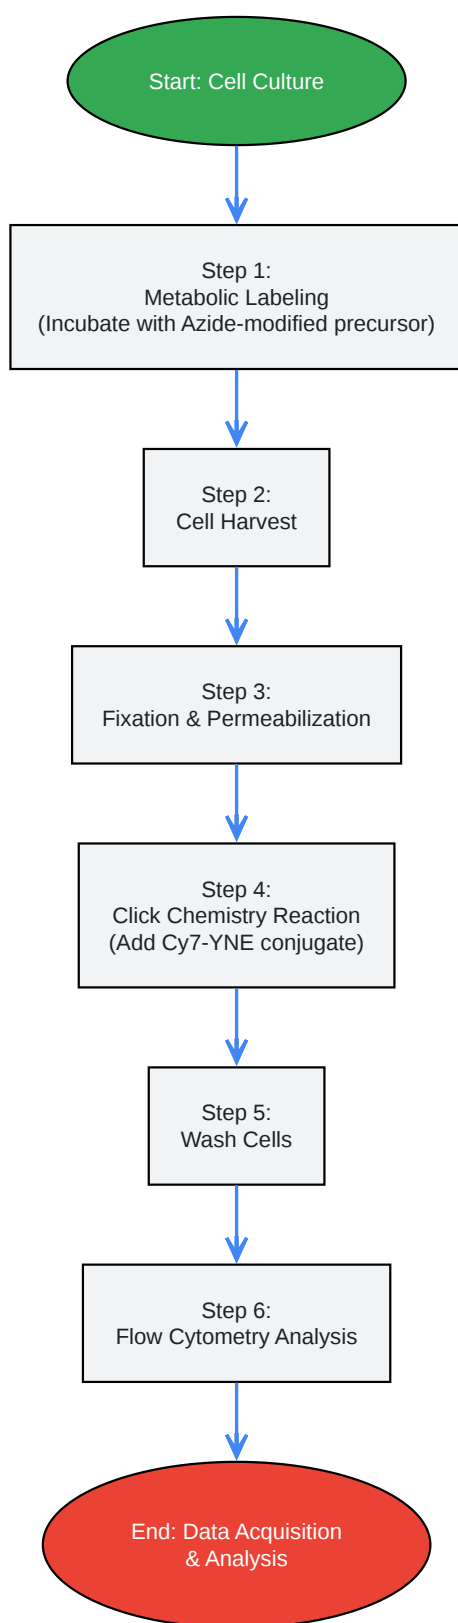 Start: Cell Culture
Step 1:
Metabolic Labeling
(Incubate with Azide-modified precursor)
Step 2:
Cell Harvest
Step 3:
Fixation & Permeabilization
Step 4:
Click Chemistry Reaction
(Add Cy7-YNE conjugate)
Step 5:
Wash Cells
Step 6:
Flow Cytometry Analysis
End: Data Acquisition
& Analysis